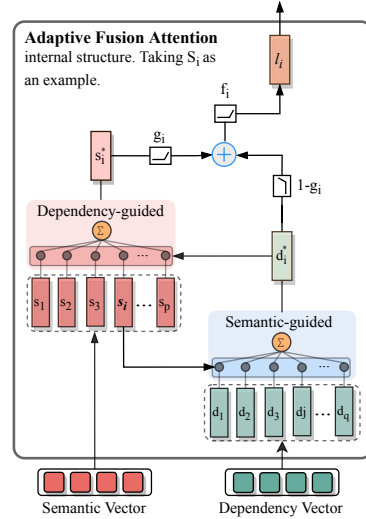 Adaptive Fusion Attention
internal structure. Taking Si as
an example.
li
fi
gi
si*
1-gi
Dependency-guided
Σ
...
di*
s1 s2 s3 si ... sp
Semantic-guided
Σ
...
d1 d2 d3 dj ... dq
Semantic Vector
Dependency Vector